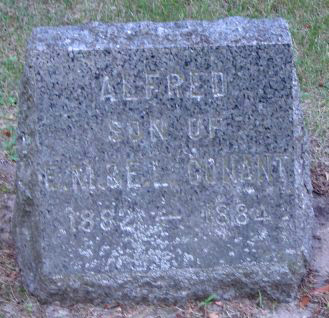 ALFRED
SON OF
E.M. & E.L. CONANT
1882 — 1884